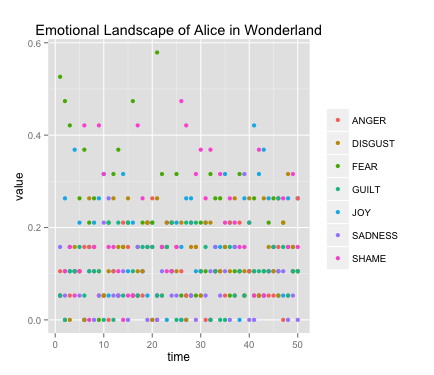 Emotional Landscape of Alice in Wonderland
0.6
0.4
0.2
0.0
value
0
10
20
30
40
50
time
ANGER
DISGUST
FEAR
GUILT
JOY
SADNESS
SHAME